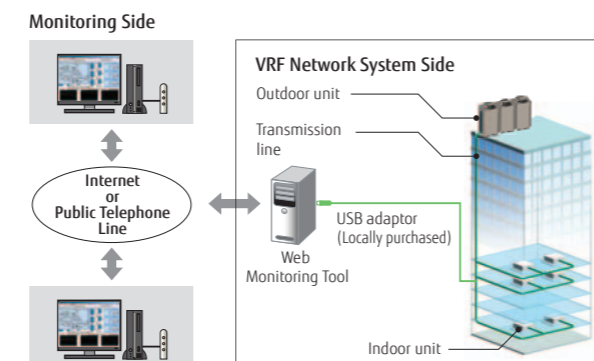 Monitoring Side
Internet
or
Public Telephone
Line
VRF Network System Side
Outdoor unit
Transmission
line
USB adaptor
(Locally purchased)
Web
Monitoring Tool
Indoor unit